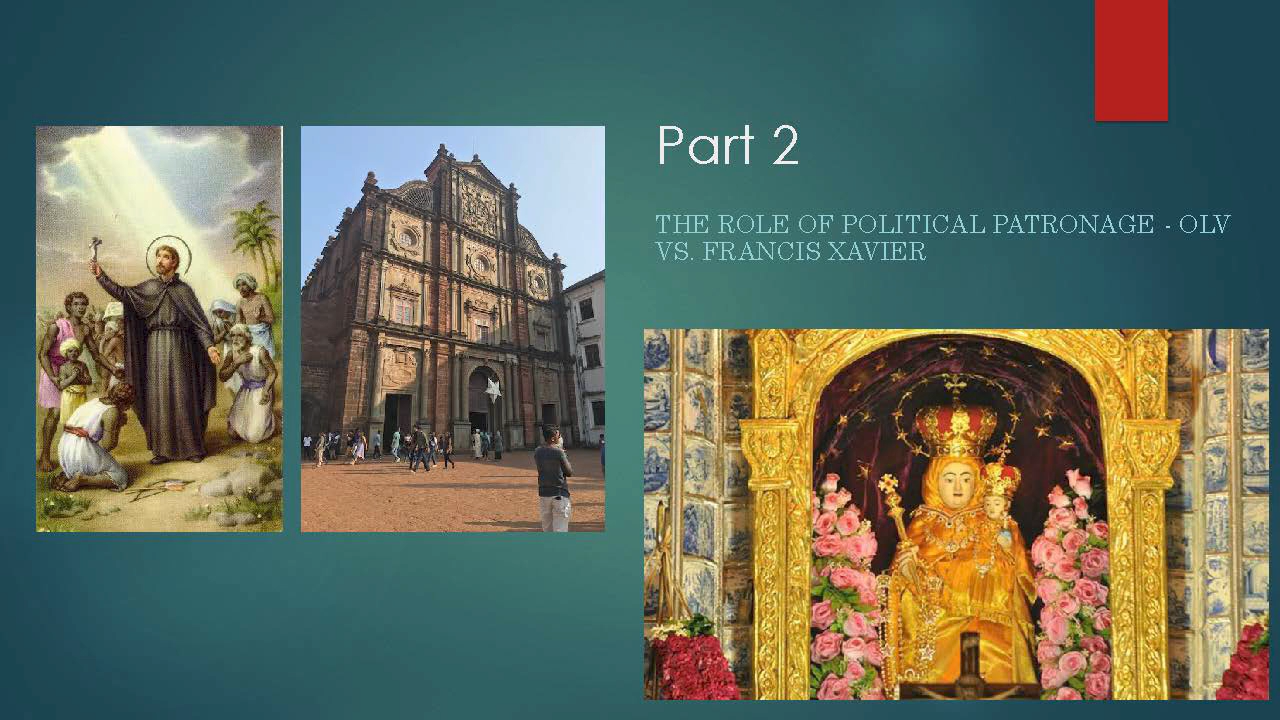 Part 2
THE ROLE OF POLITICAL PATRONAGE - OLV
VS. FRANCIS XAVIER